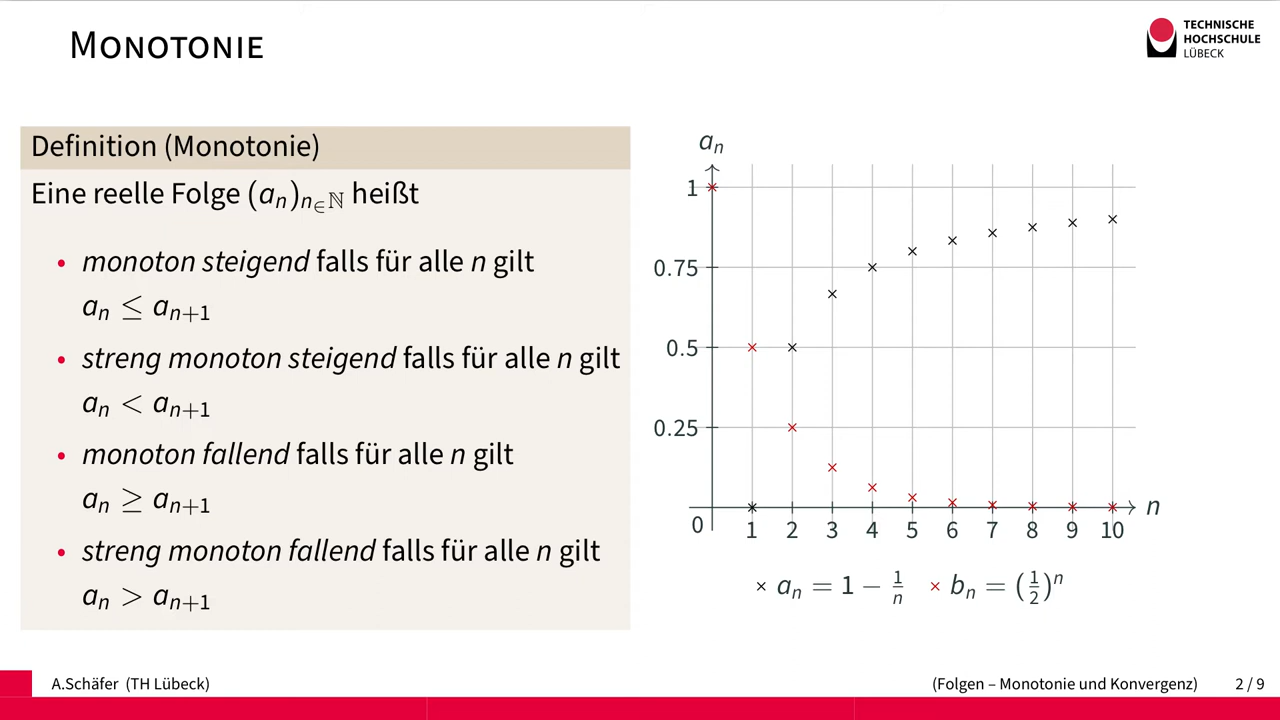 MONOTONIE
TECHNISCHE
HOCHSCHULE
LÜBECK
Definition (Monotonie)
Eine reelle Folge (aₙ)ₙ∈ℕ heißt
• monoton steigend falls für alle n gilt
aₙ ≤ aₙ₊₁
• streng monoton steigend falls für alle n gilt
aₙ < aₙ₊₁
• monoton fallend falls für alle n gilt
aₙ ≥ aₙ₊₁
• streng monoton fallend falls für alle n gilt
aₙ > aₙ₊₁
aₙ
1
0.75
0.5
0.25
0 1 2 3 4 5 6 7 8 9 10 n
× aₙ = 1 − 1/n × bₙ = (1/2)ⁿ
A.Schäfer (TH Lübeck) (Folgen – Monotonie und Konvergenz) 2 / 9